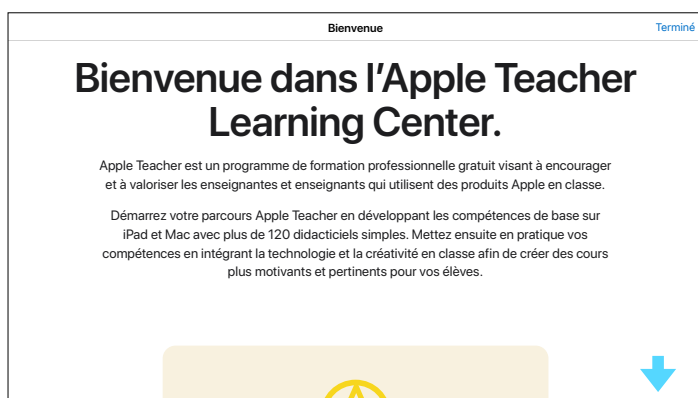 Bienvenue
Terminé
Bienvenue dans l’Apple Teacher
Learning Center.
Apple Teacher est un programme de formation professionnelle gratuit visant à encourager
et à valoriser les enseignantes et enseignants qui utilisent des produits Apple en classe.
Démarrez votre parcours Apple Teacher en développant les compétences de base sur
iPad et Mac avec plus de 120 didacticiels simples. Mettez ensuite en pratique vos
compétences en intégrant la technologie et la créativité en classe afin de créer des cours
plus motivants et pertinents pour vos élèves.